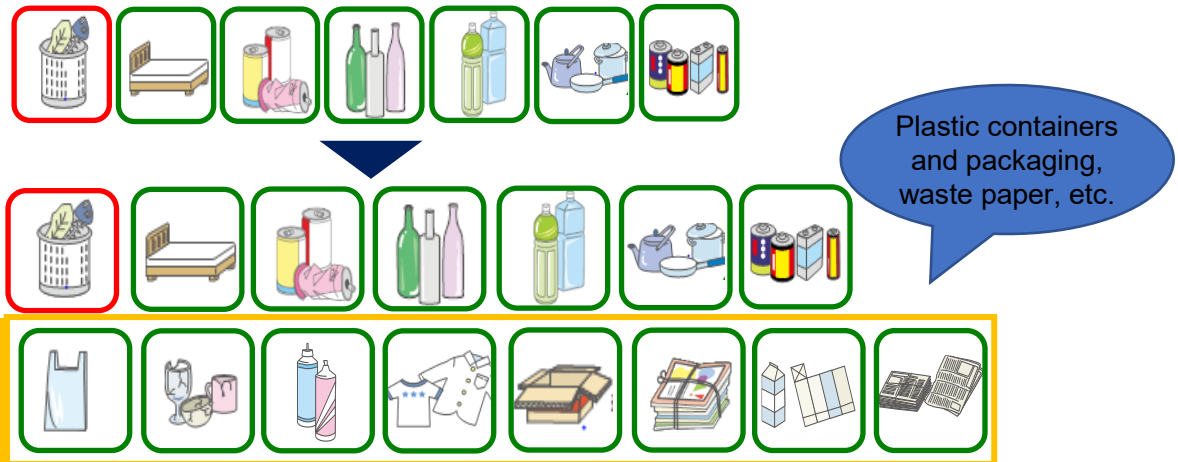 Plastic containers
and packaging,
waste paper, etc.